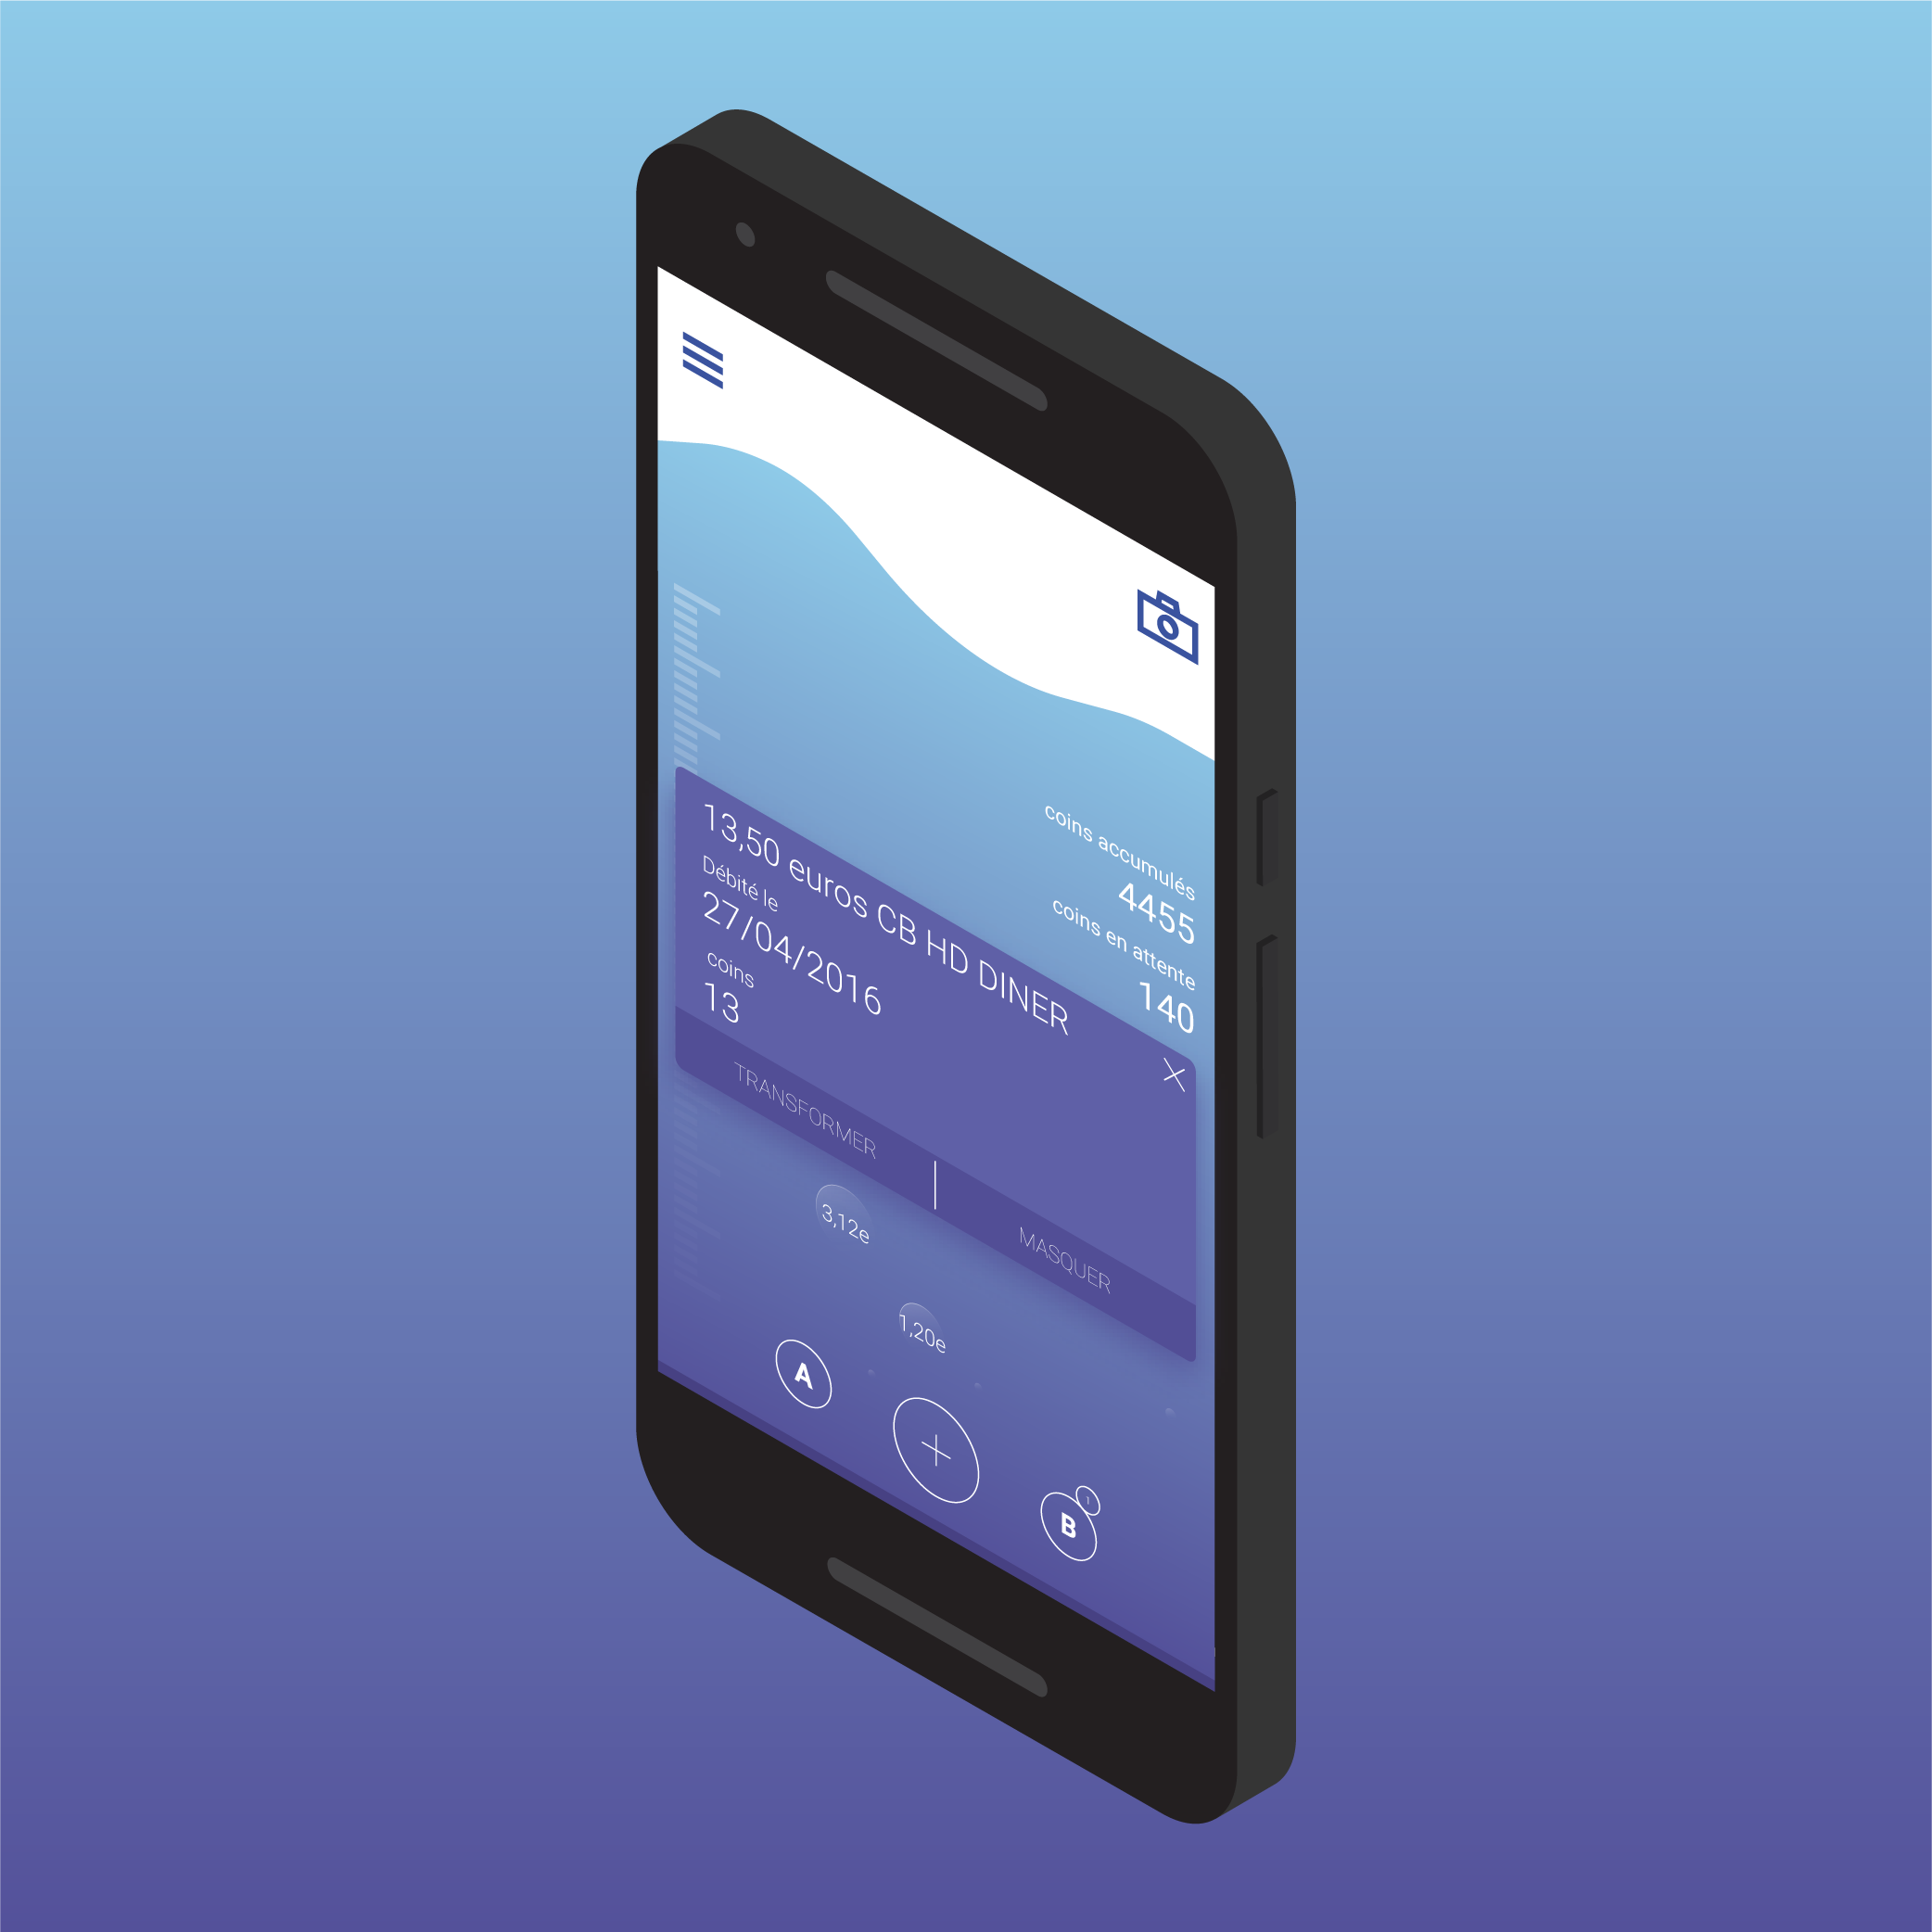 coins accumulés
4455
coins en attente
140
13,50 euros CB HD DINER
Débité le
27/04/2016
coins
13
TRANSFORMER
MASQUER
3,12e
1,20e
A
B
1